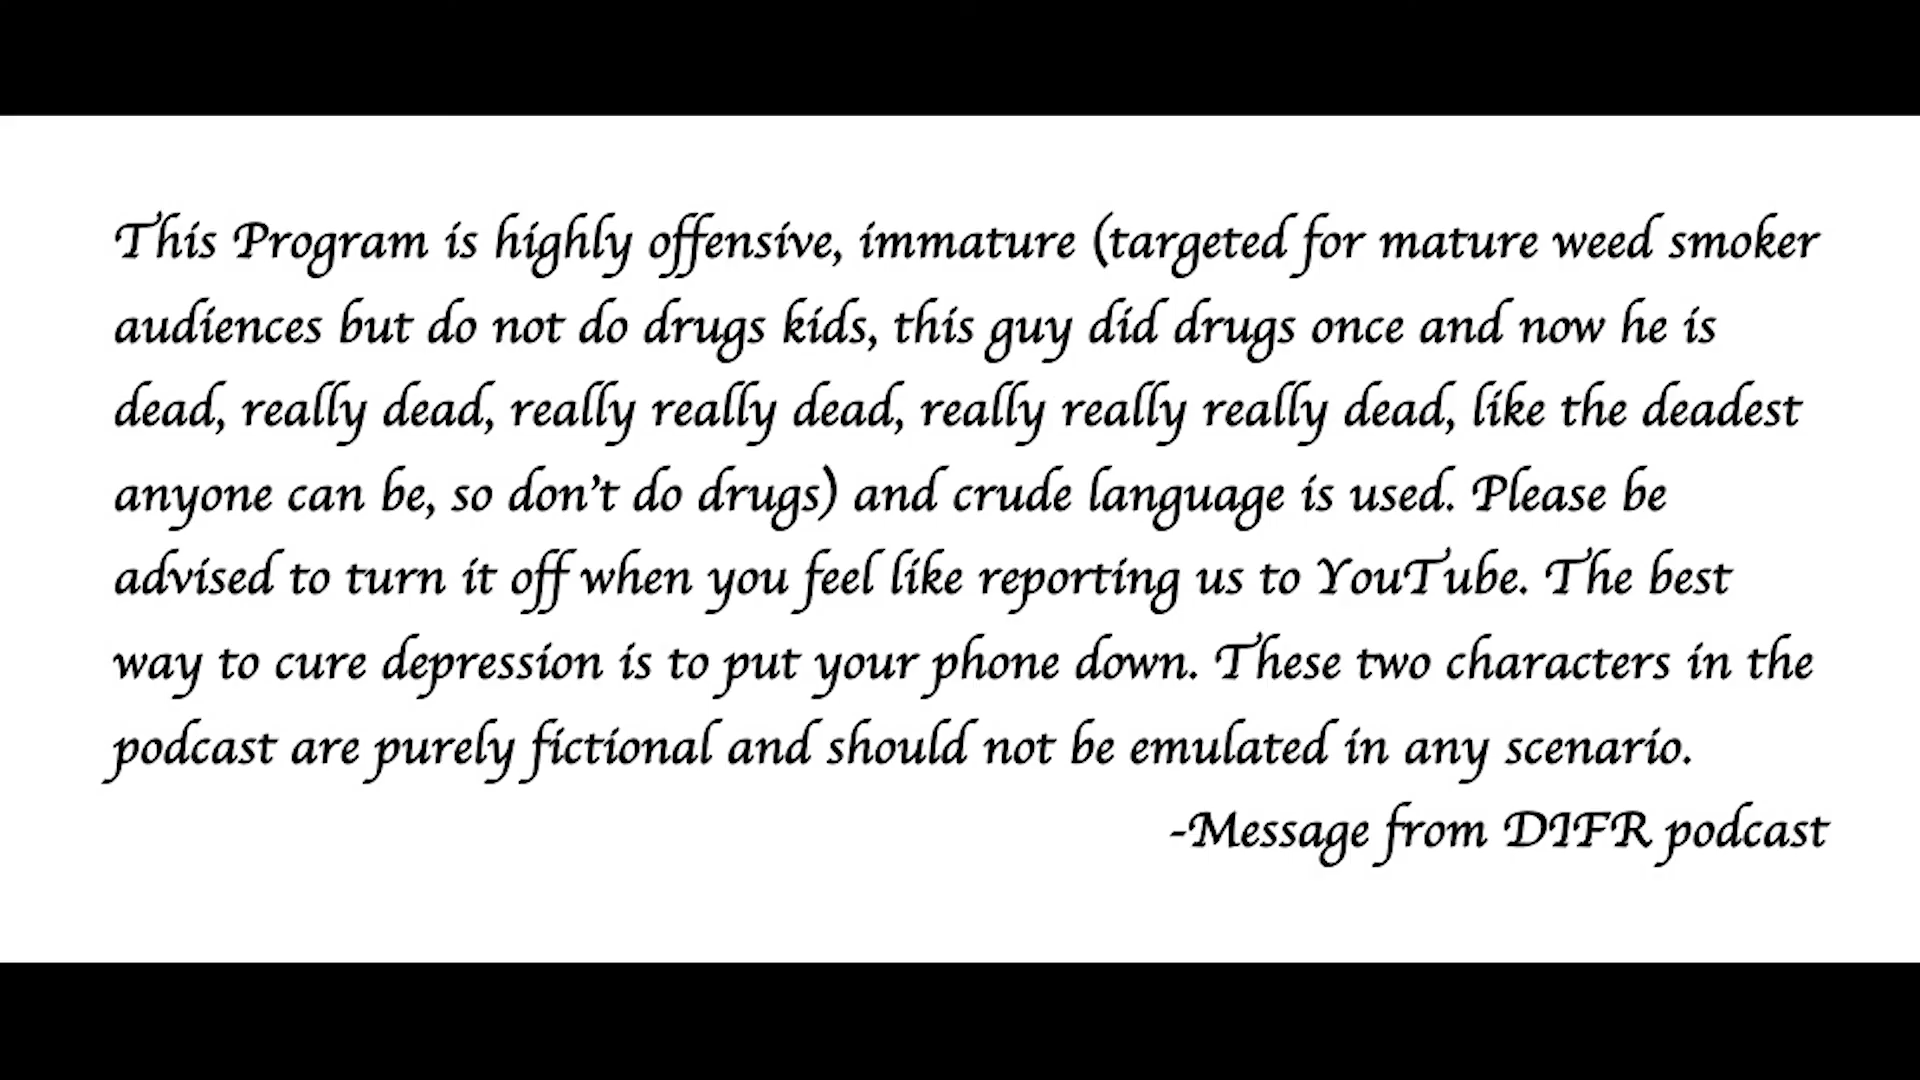 This Program is highly offensive, immature (targeted for mature weed smoker
audiences but do not do drugs kids, this guy did drugs once and now he is
dead, really dead, really really dead, really really really dead, like the deadest
anyone can be, so don't do drugs) and crude language is used. Please be
advised to turn it off when you feel like reporting us to YouTube. The best
way to cure depression is to put your phone down. These two characters in the
podcast are purely fictional and should not be emulated in any scenario.
-Message from DIFR podcast